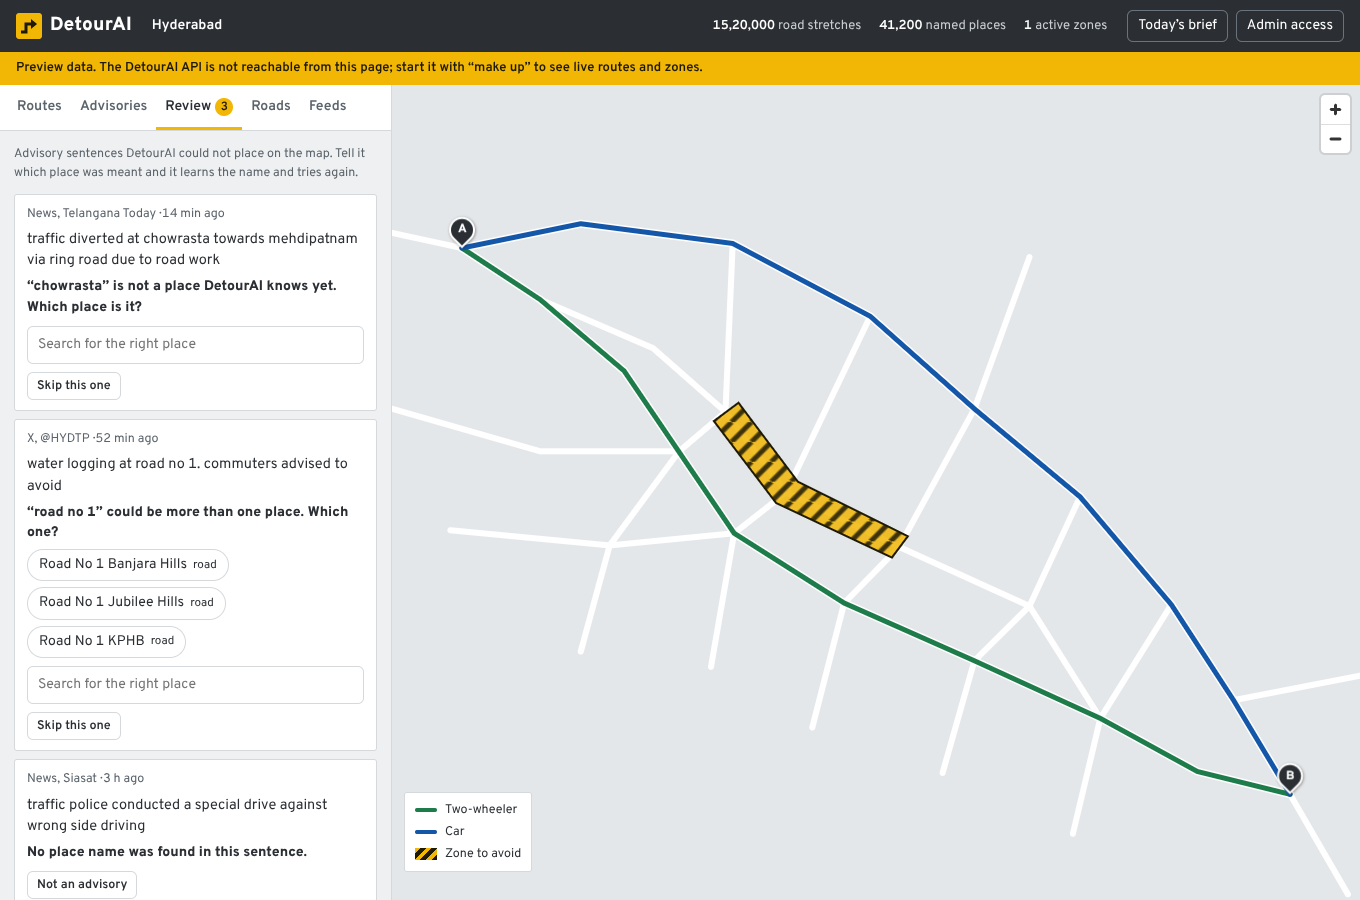 DetourAI Hyderabad 15,20,000 road stretches 41,200 named places 1 active zones Today's brief Admin access
Preview data. The DetourAI API is not reachable from this page; start it with “make up” to see live routes and zones.
Routes Advisories Review 3 Roads Feeds
Advisory sentences DetourAI could not place on the map. Tell it
which place was meant and it learns the name and tries again.
News, Telangana Today ·14 min ago
traffic diverted at chowrasta towards mehdipatnam
via ring road due to road work
“chowrasta” is not a place DetourAI knows yet.
Which place is it?
Search for the right place
Skip this one
X, @HYDTP ·52 min ago
water logging at road no 1. commuters advised to
avoid
“road no 1” could be more than one place. Which
one?
Road No 1 Banjara Hills road
Road No 1 Jubilee Hills road
Road No 1 KPHB road
Search for the right place
Skip this one
News, Siasat ·3 h ago
traffic police conducted a special drive against
wrong side driving
No place name was found in this sentence.
Not an advisory
+
−
A
B
Two-wheeler
Car
Zone to avoid